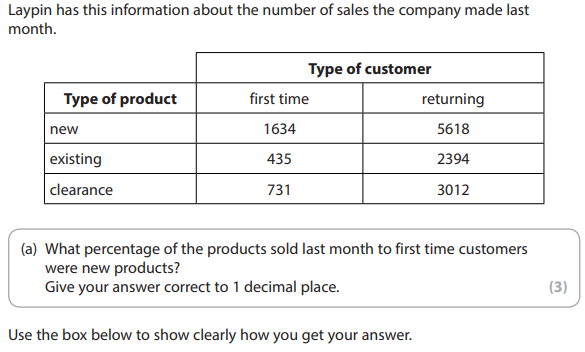 Laypin has this information about the number of sales the company made last
month.
Type of customer
Type of product first time returning
new 1634 5618
existing 435 2394
clearance 731 3012
(a) What percentage of the products sold last month to first time customers
were new products?
Give your answer correct to 1 decimal place. (3)
Use the box below to show clearly how you get your answer.